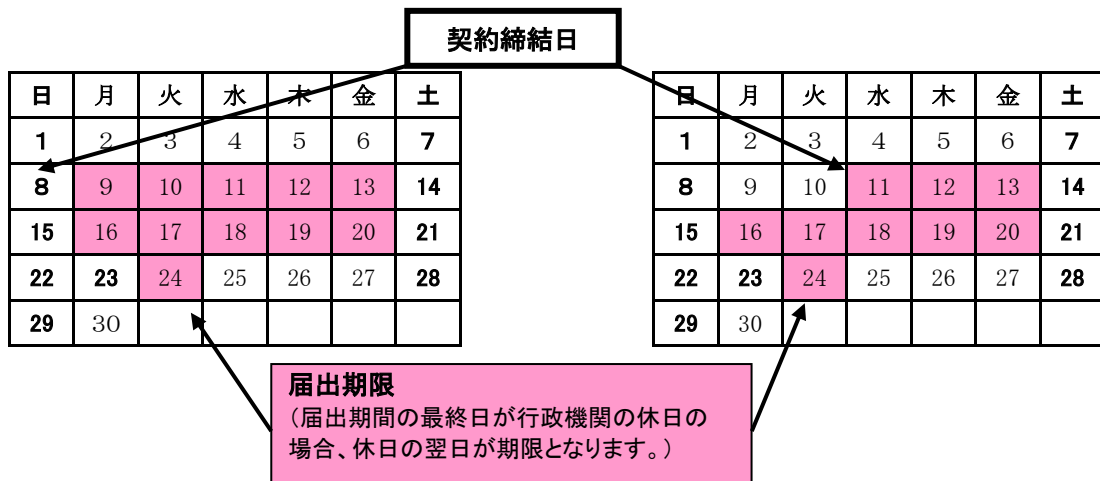 契約締結日
日 月 火 水 木 金 土
1 2 3 4 5 6 7
8 9 10 11 12 13 14
15 16 17 18 19 20 21
22 23 24 25 26 27 28
29 30
日 月 火 水 木 金 土
1 2 3 4 5 6 7
8 9 10 11 12 13 14
15 16 17 18 19 20 21
22 23 24 25 26 27 28
29 30
届出期限
(届出期間の最終日が行政機関の休日の
場合、休日の翌日が期限となります。)